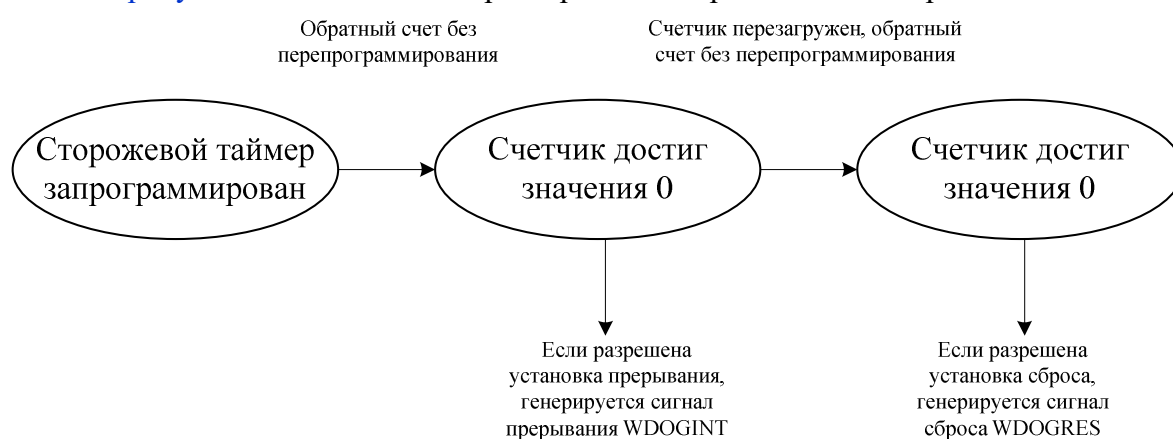 Обратный счет без
перепрограммирования
Счетчик перезагружен, обратный
счет без перепрограммирования
Сторожевой таймер
запрограммирован
Счетчик достиг
значения 0
Счетчик достиг
значения 0
Если разрешена
установка прерывания,
генерируется сигнал
прерывания WDOGINT
Если разрешена
установка сброса,
генерируется сигнал
сброса WDOGRES